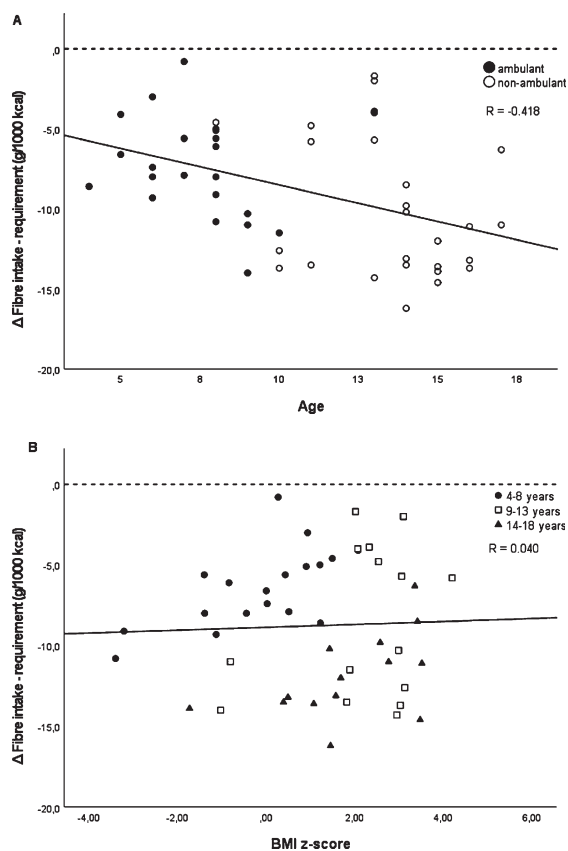 A
,0
-5,0
-10,0
-15,0
-20,0
Δ Fibre intake - requirement (g/1000 kcal)
ambulant
non-ambulant
R = -0.418
5
8
10
13
15
18
Age
B
,0
-5,0
-10,0
-15,0
-20,0
Δ Fibre intake - requirement (g/1000 kcal)
4-8 years
9-13 years
14-18 years
R = 0.040
-4,00
-2,00
,00
2,00
4,00
6,00
BMI z-score